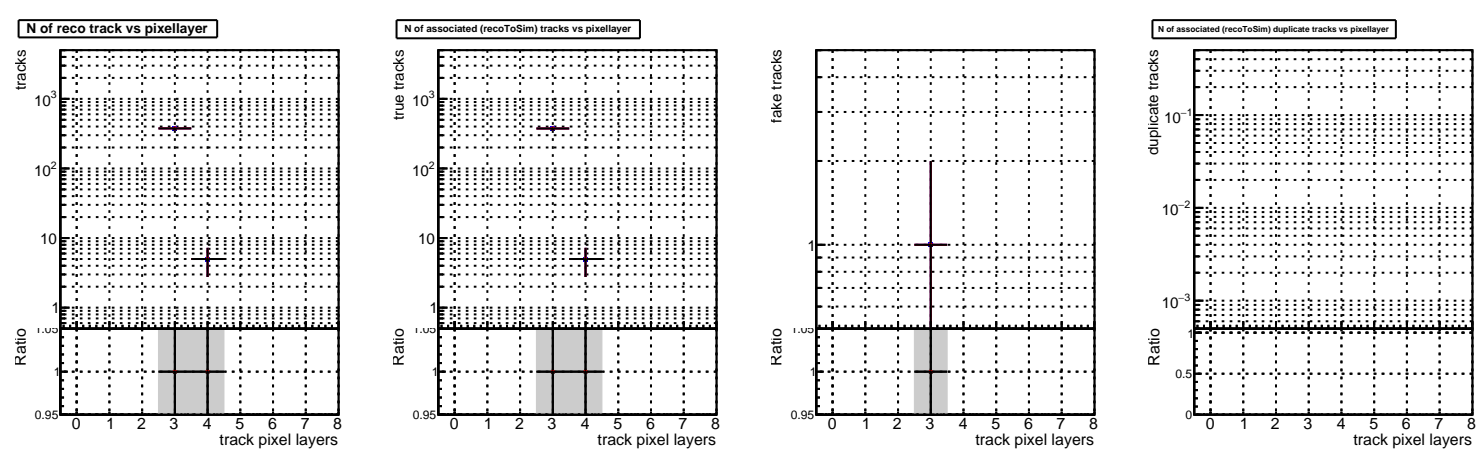 N of reco track vs pixellayer
tracks
10³
10²
10
1
Ratio
1.05
1
0.95
0 1 2 3 4 5 6 7 8
track pixel layers
N of associated (recoToSim) tracks vs pixellayer
true tracks
10³
10²
10
1
Ratio
1.05
1
0.95
0 1 2 3 4 5 6 7 8
track pixel layers
fake tracks
1
Ratio
1.05
1
0.95
0 1 2 3 4 5 6 7 8
track pixel layers
N of associated (recoToSim) duplicate tracks vs pixellayer
duplicate tracks
10⁻¹
10⁻²
10⁻³
Ratio
1
0.5
0
0 1 2 3 4 5 6 7 8
track pixel layers